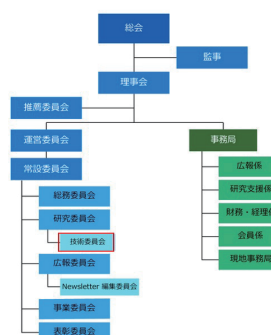 総会
監事
理事会
推薦委員会
運営委員会
事務局
常設委員会
広報係
総務委員会
研究支援係
研究委員会
技術委員会
財務・経理係
広報委員会
会員係
Newsletter 編集委員会
現地事務局
事業委員会
表彰委員会